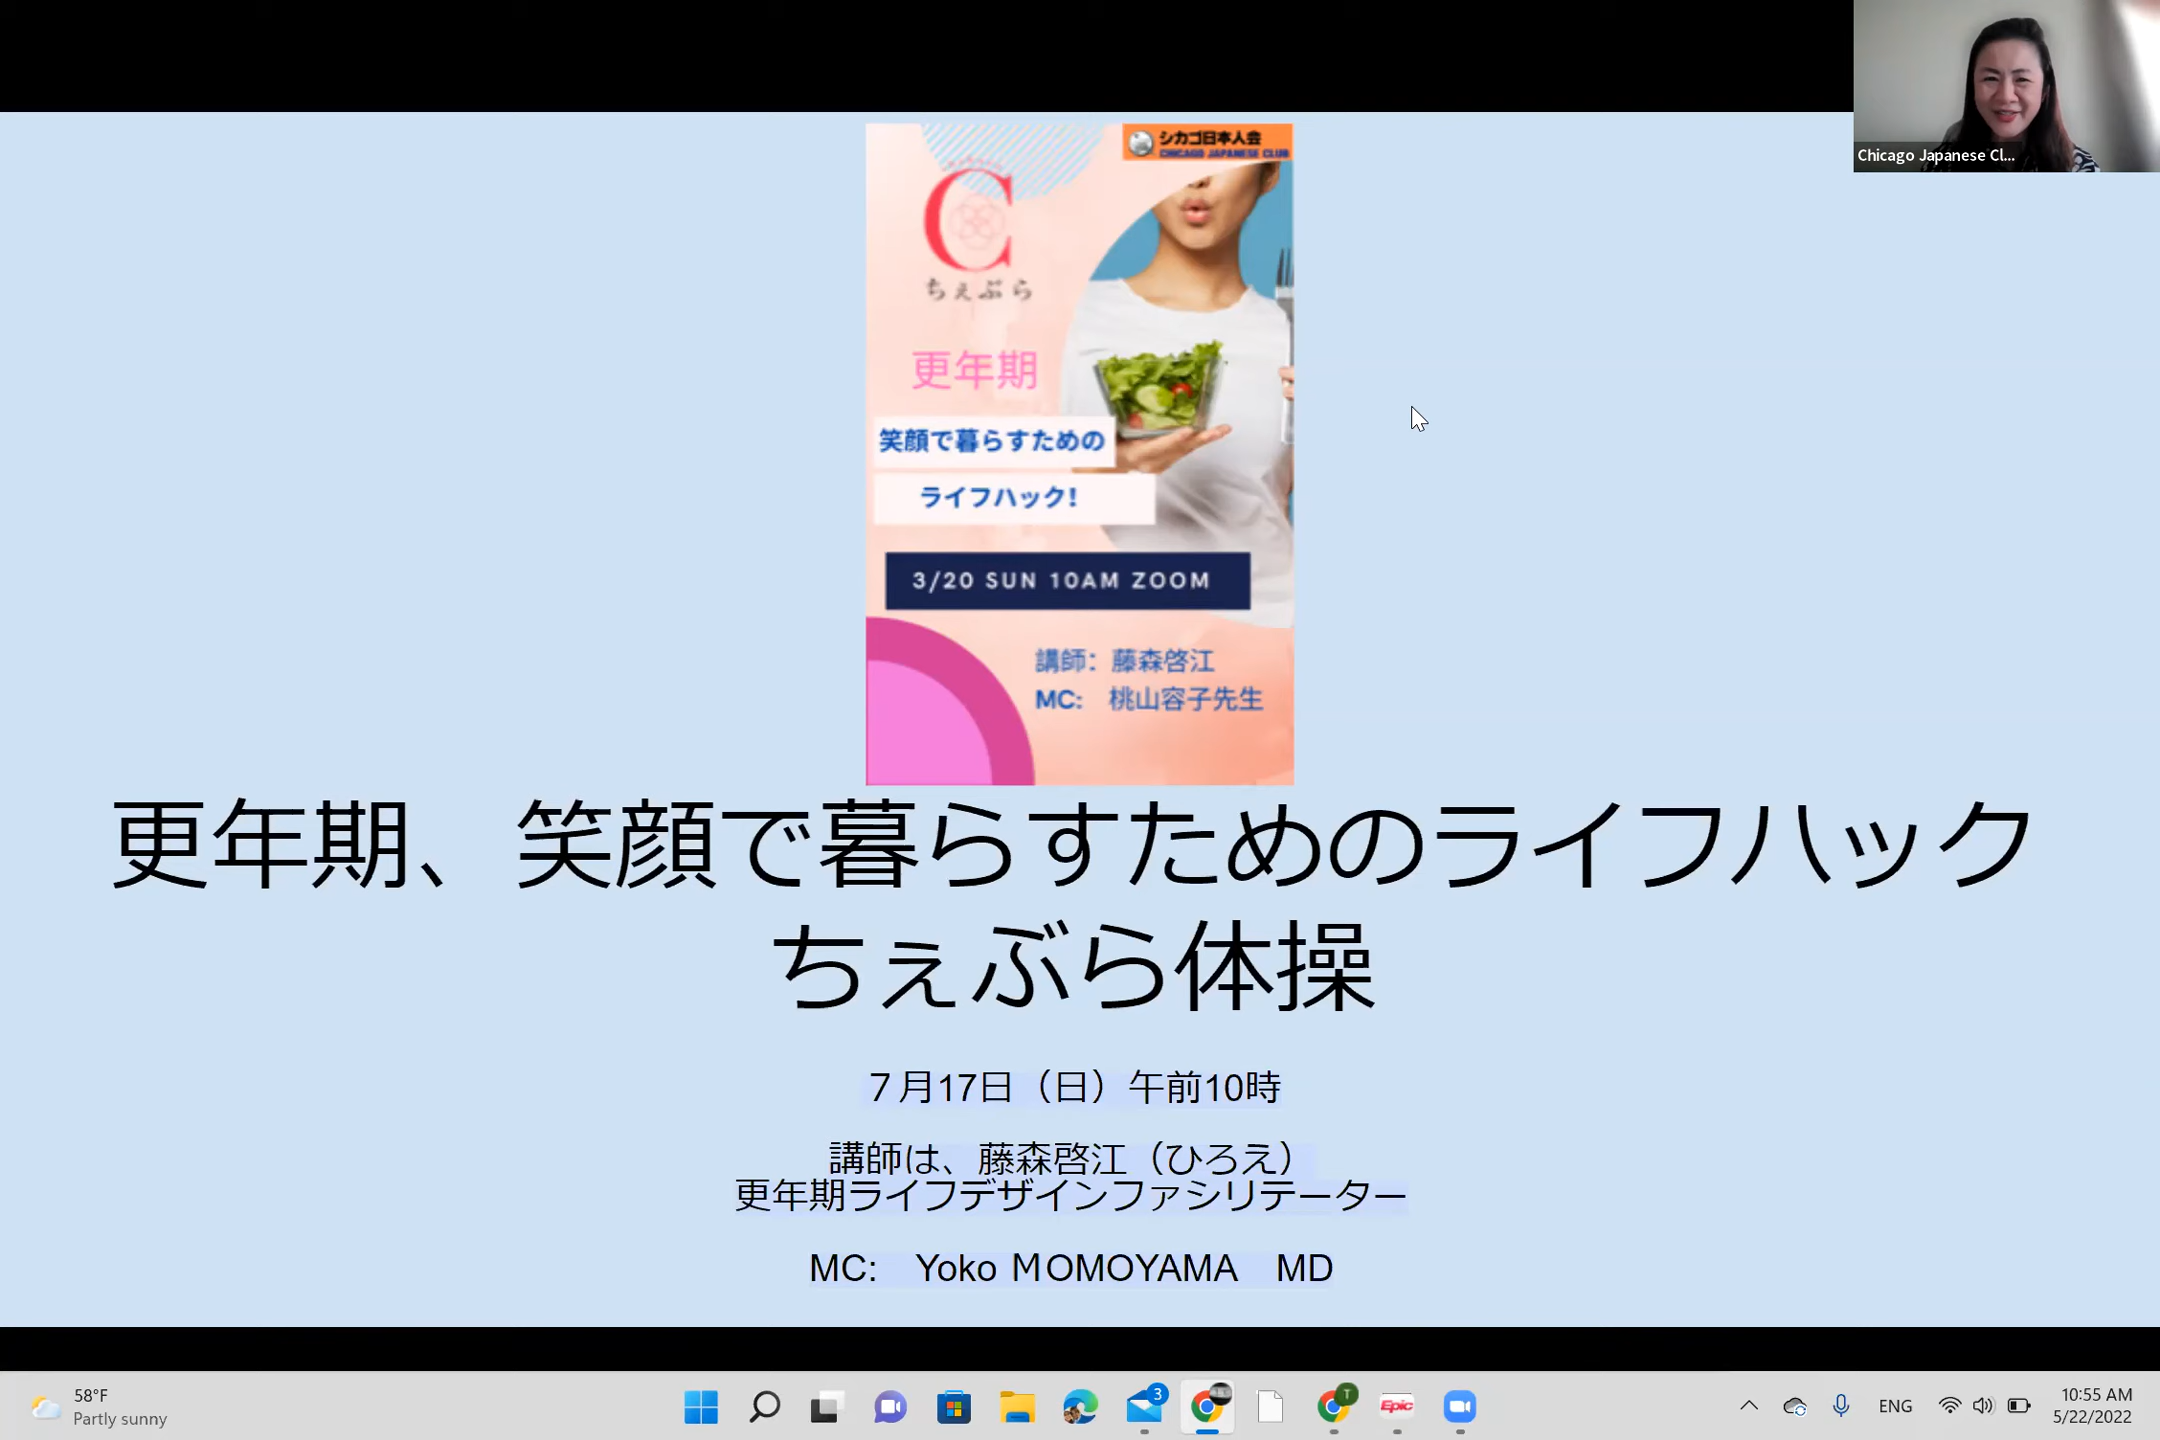 Chicago Japanese Cl...
シカゴ日本人会
CHICAGO JAPANESE CLUB
C
ちぇぶら
更年期
笑顔で暮らすための
ライフハック!
3/20 SUN 10AM ZOOM
講師: 藤森啓江
MC: 桃山容子先生
更年期、笑顔で暮らすためのライフハック
ちぇぶら体操
７月17日（日）午前10時
講師は、藤森啓江（ひろえ）
更年期ライフデザインファシリテーター
MC:　Yoko ＭOMOYAMA　MD
58°F
Partly sunny
3
T
Epic
ENG
10:55 AM
5/22/2022